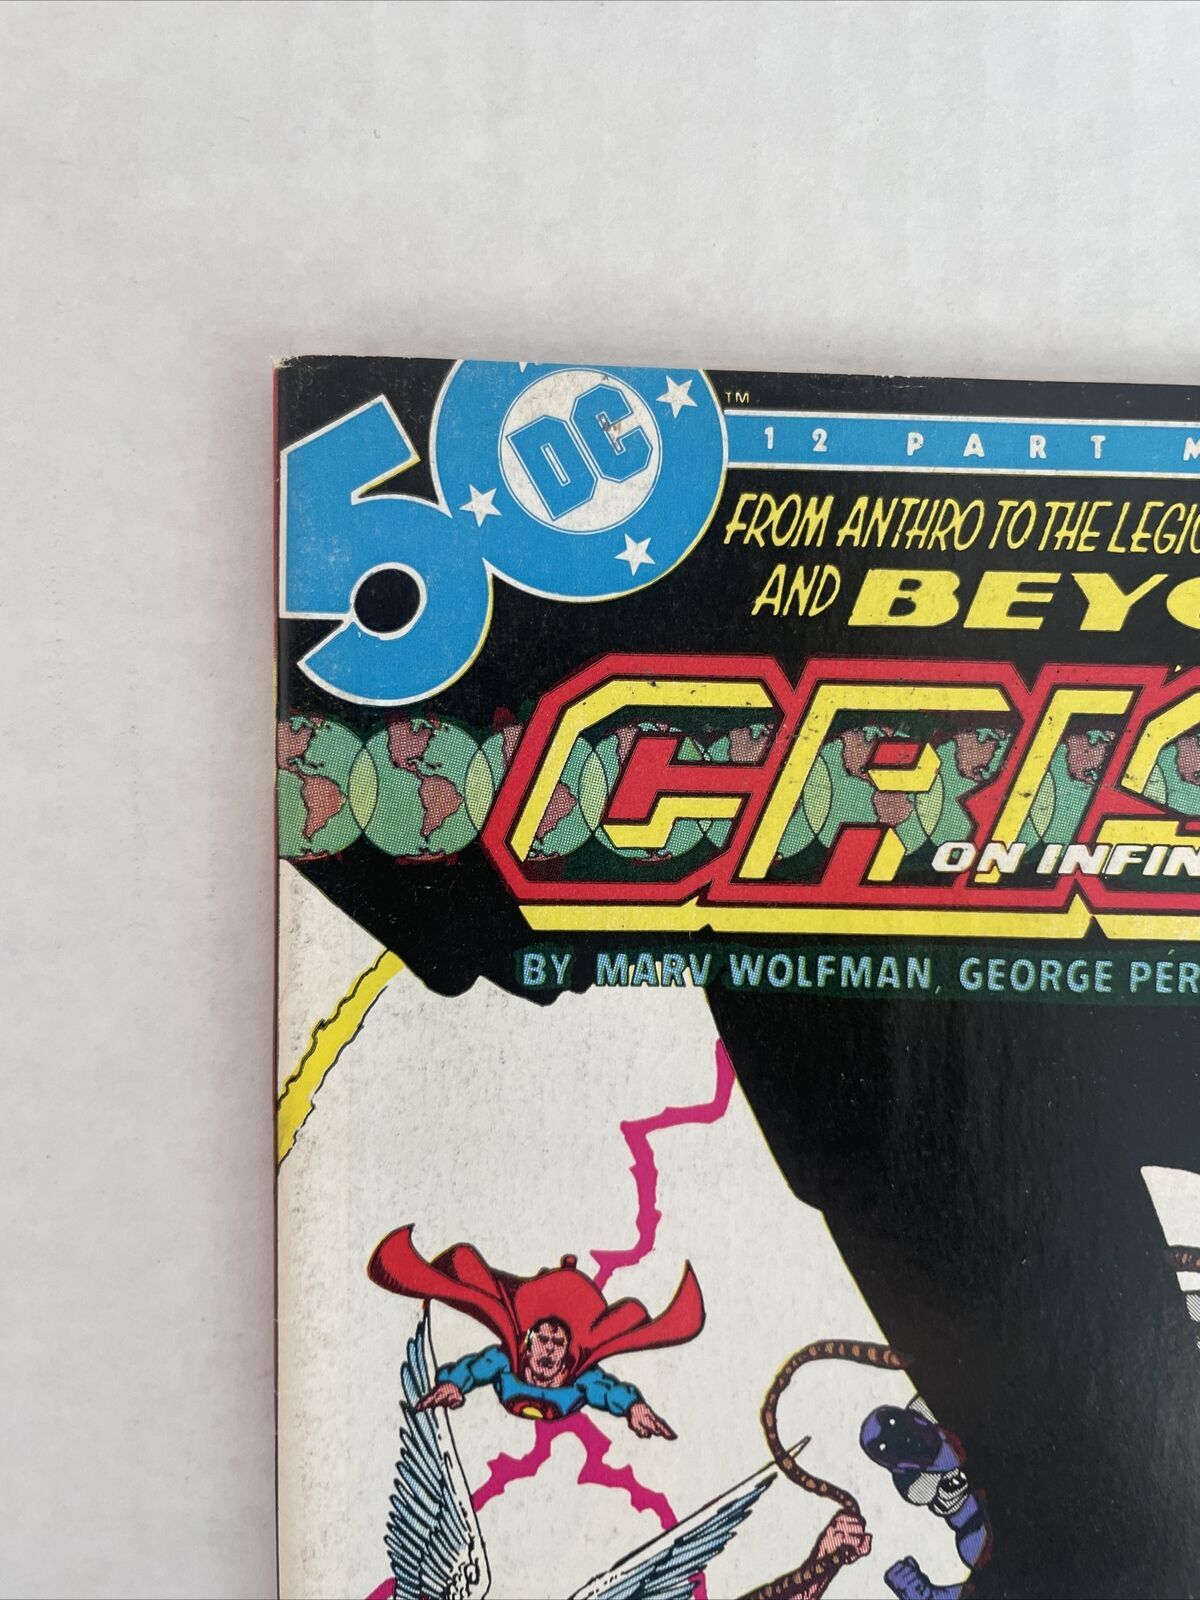 50
DC
TM
12 PART M
FROM ANTHRO TO THE LEGIO
AND BEYO
CRIS
ON INFIN
BY MARV WOLFMAN, GEORGE PER